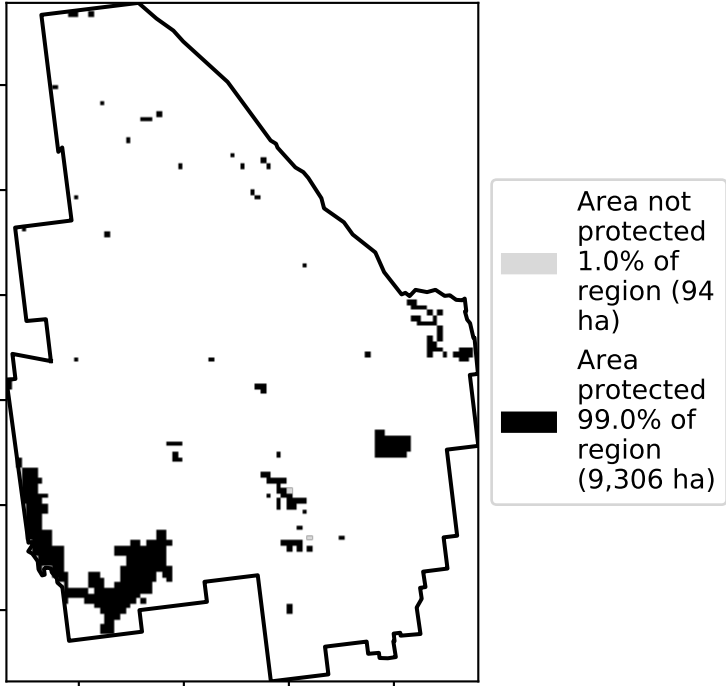 Area not
protected
1.0% of
region (94
ha)
Area
protected
99.0% of
region
(9,306 ha)